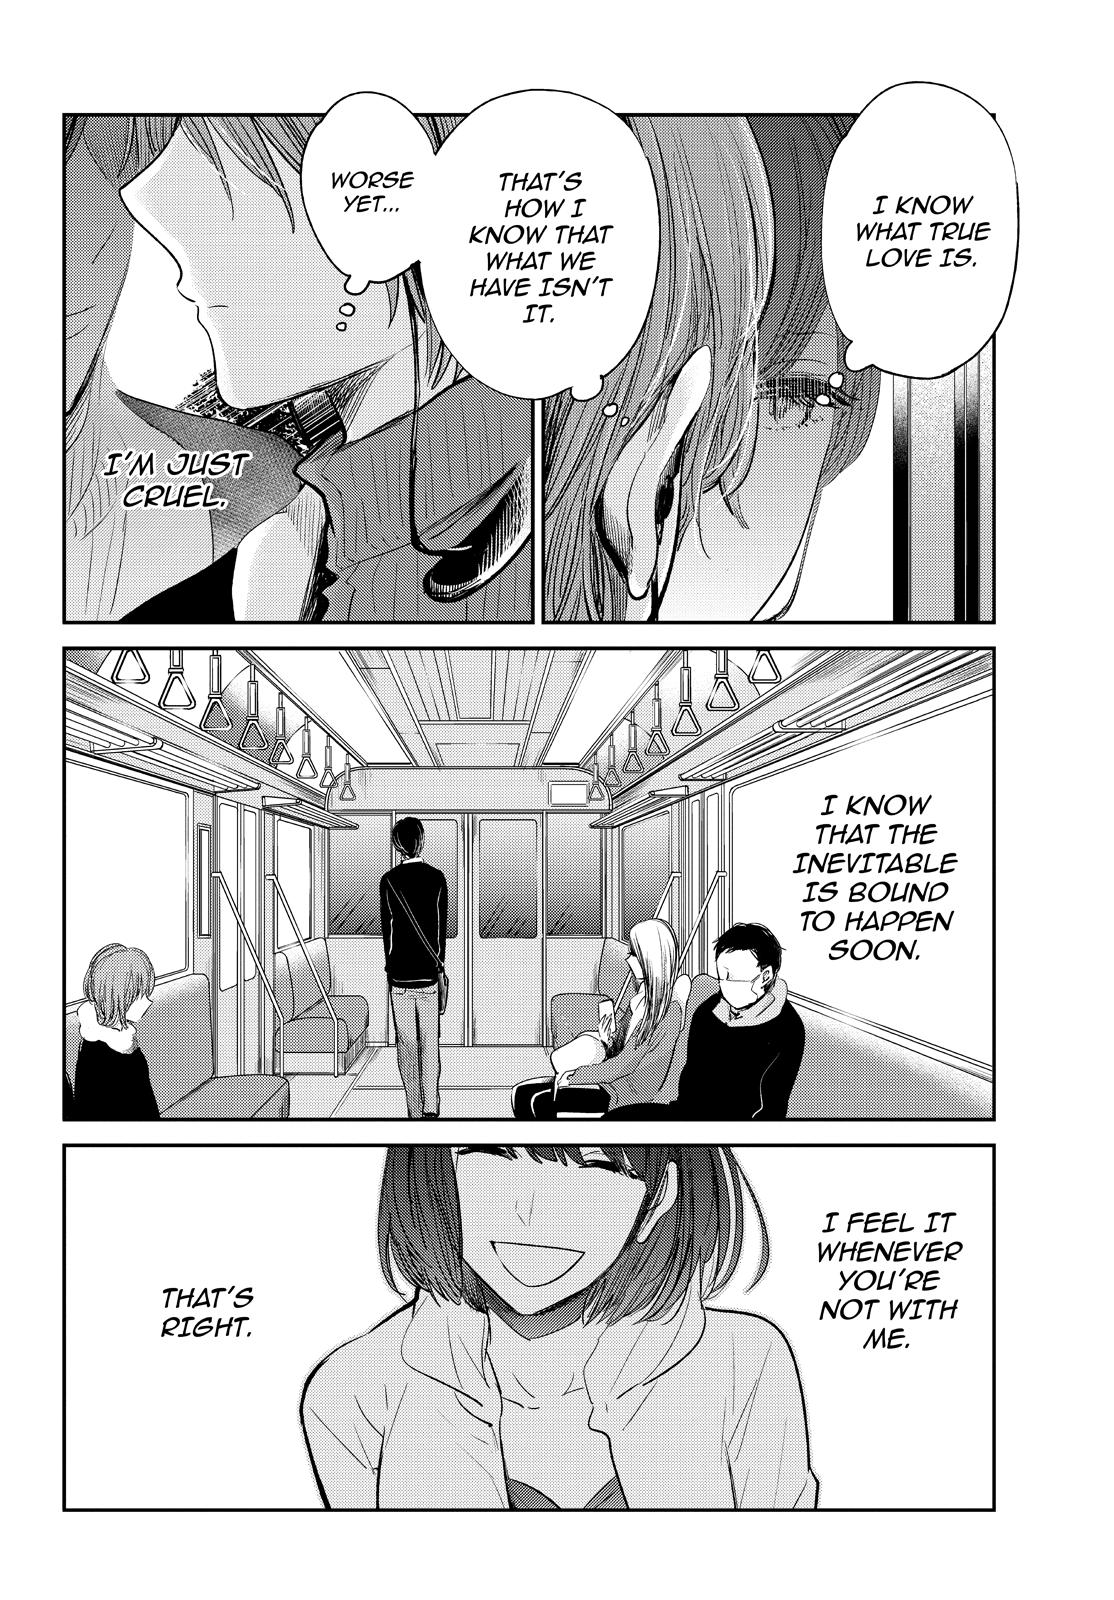 I KNOW
WHAT TRUE
LOVE IS.
THAT'S
HOW I
KNOW THAT
WHAT WE
HAVE ISN'T
IT.
WORSE
YET...
I'M JUST
CRUEL.
I KNOW
THAT THE
INEVITABLE
IS BOUND
TO HAPPEN
SOON.
I FEEL IT
WHENEVER
YOU'RE
NOT WITH
ME.
THAT'S
RIGHT.